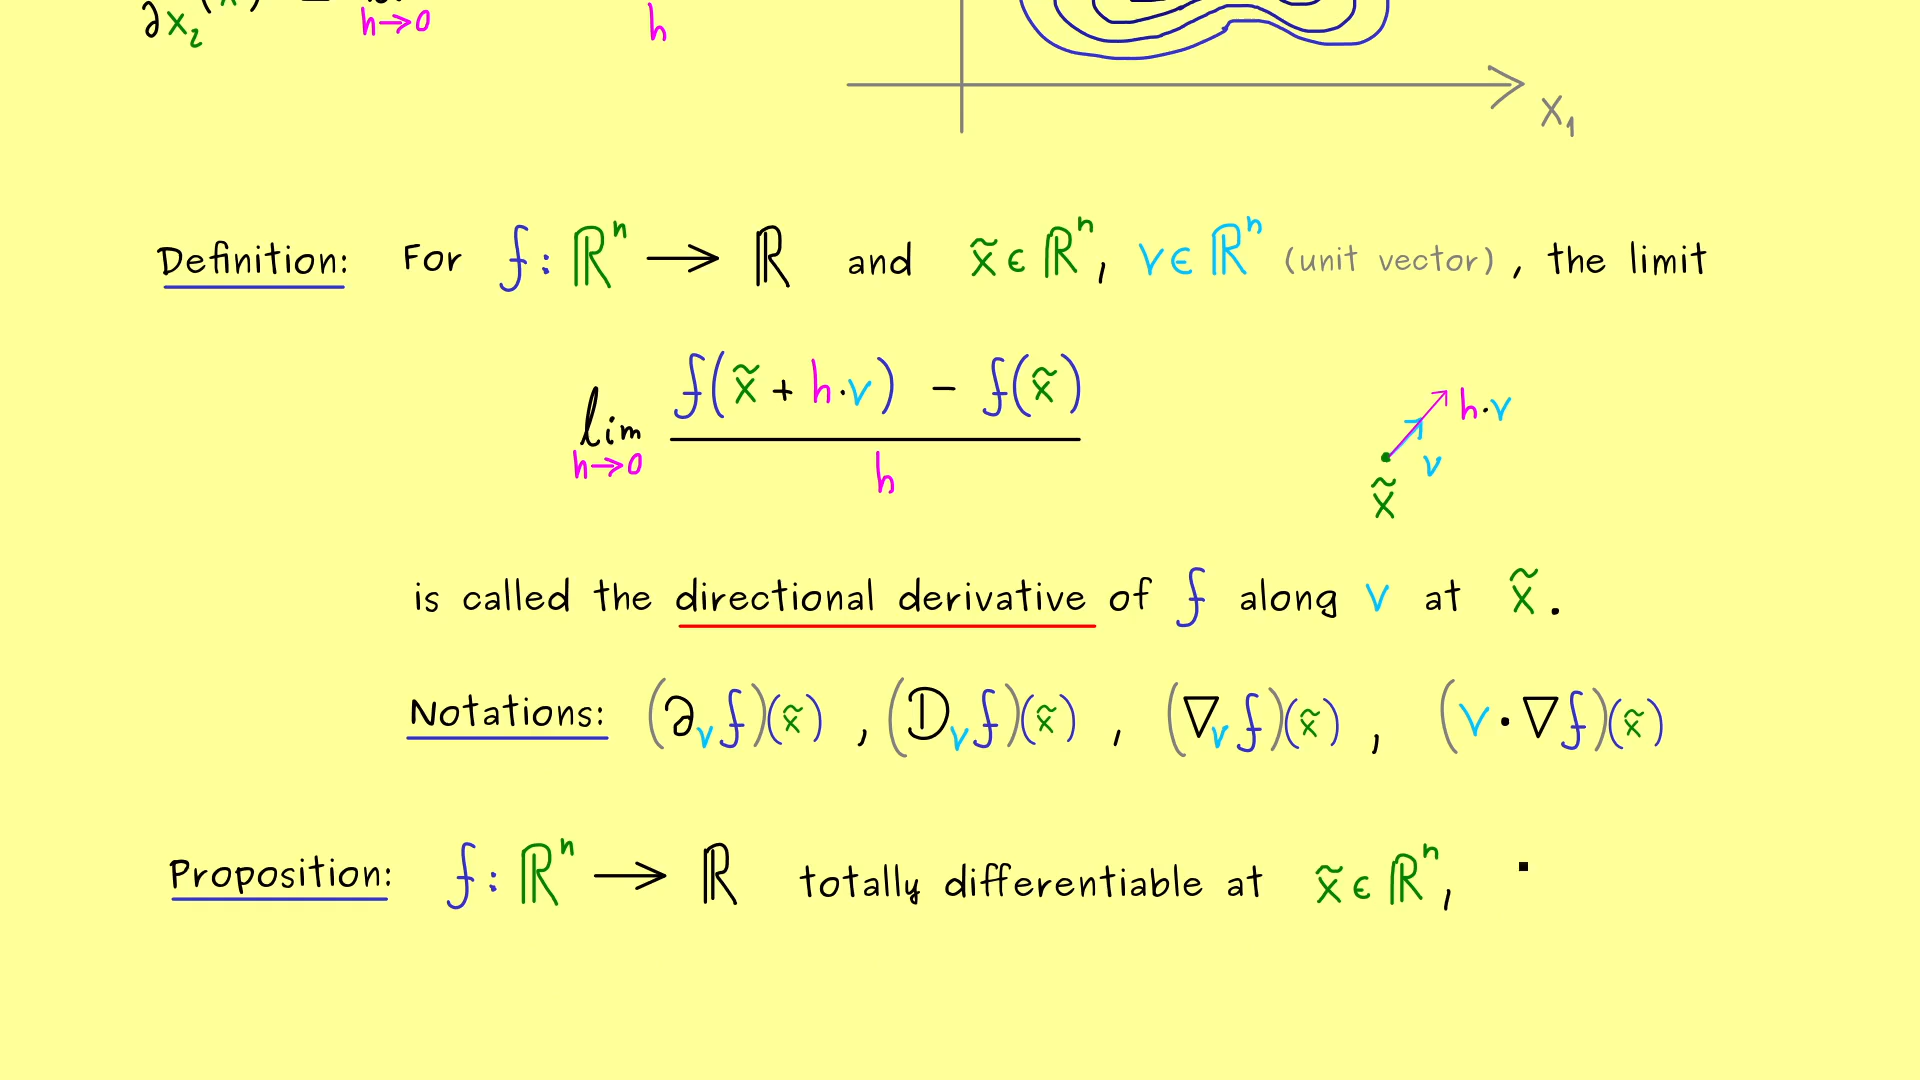 ∂x₂ h→0 h
x₁
Definition: For f: ℝⁿ → ℝ and x̃ ∈ ℝⁿ, v ∈ ℝⁿ (unit vector), the limit
lim h→0 f(x̃ + h·v) − f(x̃) / h
h·v
v
x̃
is called the directional derivative of f along v at x̃.
Notations: (∂ᵥf)(x̃), (Dᵥf)(x̃), (∇ᵥf)(x̃), (v·∇f)(x̃)
Proposition: f: ℝⁿ → ℝ totally differentiable at x̃ ∈ ℝⁿ,